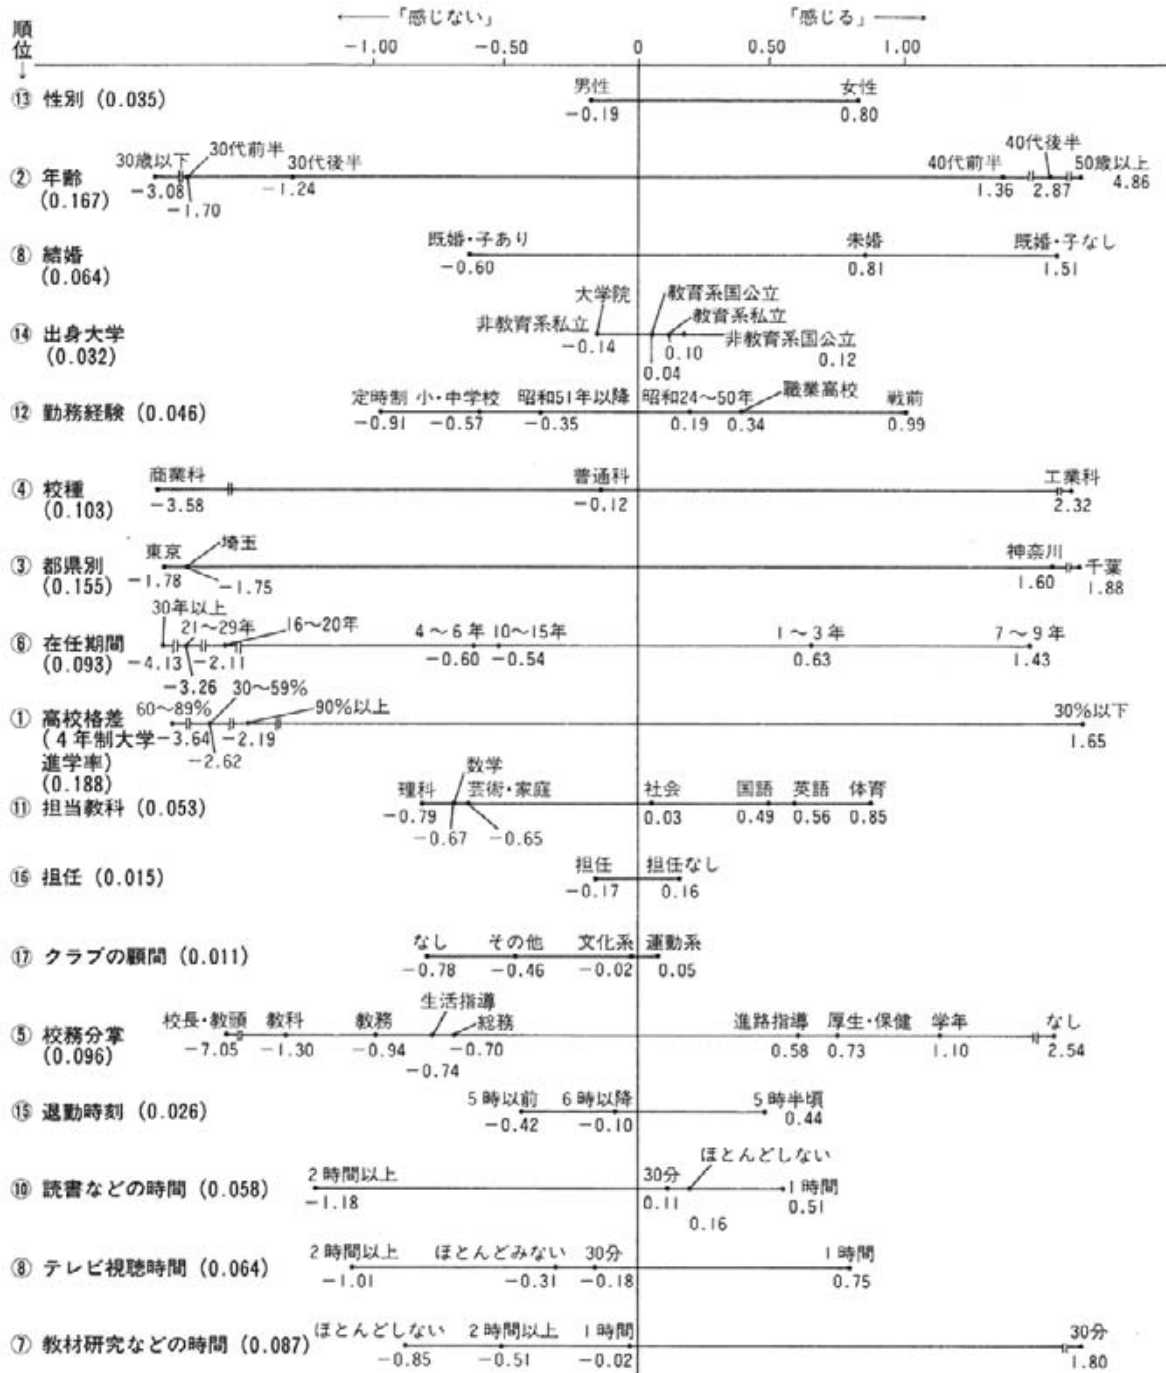 順位
↓
←「感じない」 「感じる」→
-1.00 -0.50 0 0.50 1.00
⑬ 性別 (0.035)
男性 女性
-0.19 0.80
② 年齢 (0.167)
30歳以下 30代前半 30代後半 40代前半 40代後半 50歳以上
-3.08 -1.70 -1.24 1.36 2.87 4.86
⑧ 結婚 (0.064)
既婚・子あり 未婚 既婚・子なし
-0.60 0.81 1.51
⑭ 出身大学 (0.032)
非教育系私立 大学院 教育系国公立 教育系私立 非教育系国公立
-0.14 0.04 0.10 0.12
⑫ 勤務経験 (0.046)
定時制 小・中学校 昭和51年以降 昭和24〜50年 職業高校 戦前
-0.91 -0.57 -0.35 0.19 0.34 0.99
④ 校種 (0.103)
商業科 普通科 工業科
-3.58 -0.12 2.32
③ 都県別 (0.155)
東京 埼玉 神奈川 千葉
-1.78 -1.75 1.60 1.88
⑥ 在任期間 (0.093)
30年以上 21〜29年 16〜20年 4〜6年 10〜15年 1〜3年 7〜9年
-4.13 -3.26 -2.11 -0.60 -0.54 0.63 1.43
① 高校格差 (4年制大学進学率) (0.188)
60〜89% 30〜59% 90%以上 30%以下
-3.64 -2.62 -2.19 1.65
⑪ 担当教科 (0.053)
理科 数学 芸術・家庭 社会 国語 英語 体育
-0.79 -0.67 -0.65 0.03 0.49 0.56 0.85
⑯ 担任 (0.015)
担任 担任なし
-0.17 0.16
⑰ クラブの顧問 (0.011)
なし その他 文化系 運動系
-0.78 -0.46 -0.02 0.05
⑤ 校務分掌 (0.096)
校長・教頭 教科 教務 生活指導 総務 進路指導 厚生・保健 学年 なし
-7.05 -1.30 -0.94 -0.74 -0.70 0.58 0.73 1.10 2.54
⑮ 退勤時刻 (0.026)
5時以前 6時以降 5時半頃
-0.42 -0.10 0.44
⑩ 読書などの時間 (0.058)
2時間以上 30分 ほとんどしない 1時間
-1.18 0.11 0.16 0.51
⑧ テレビ視聴時間 (0.064)
2時間以上 ほとんどみない 30分 1時間
-1.01 -0.31 -0.18 0.75
⑦ 教材研究などの時間 (0.087)
ほとんどしない 2時間以上 1時間 30分
-0.85 -0.51 -0.02 1.80